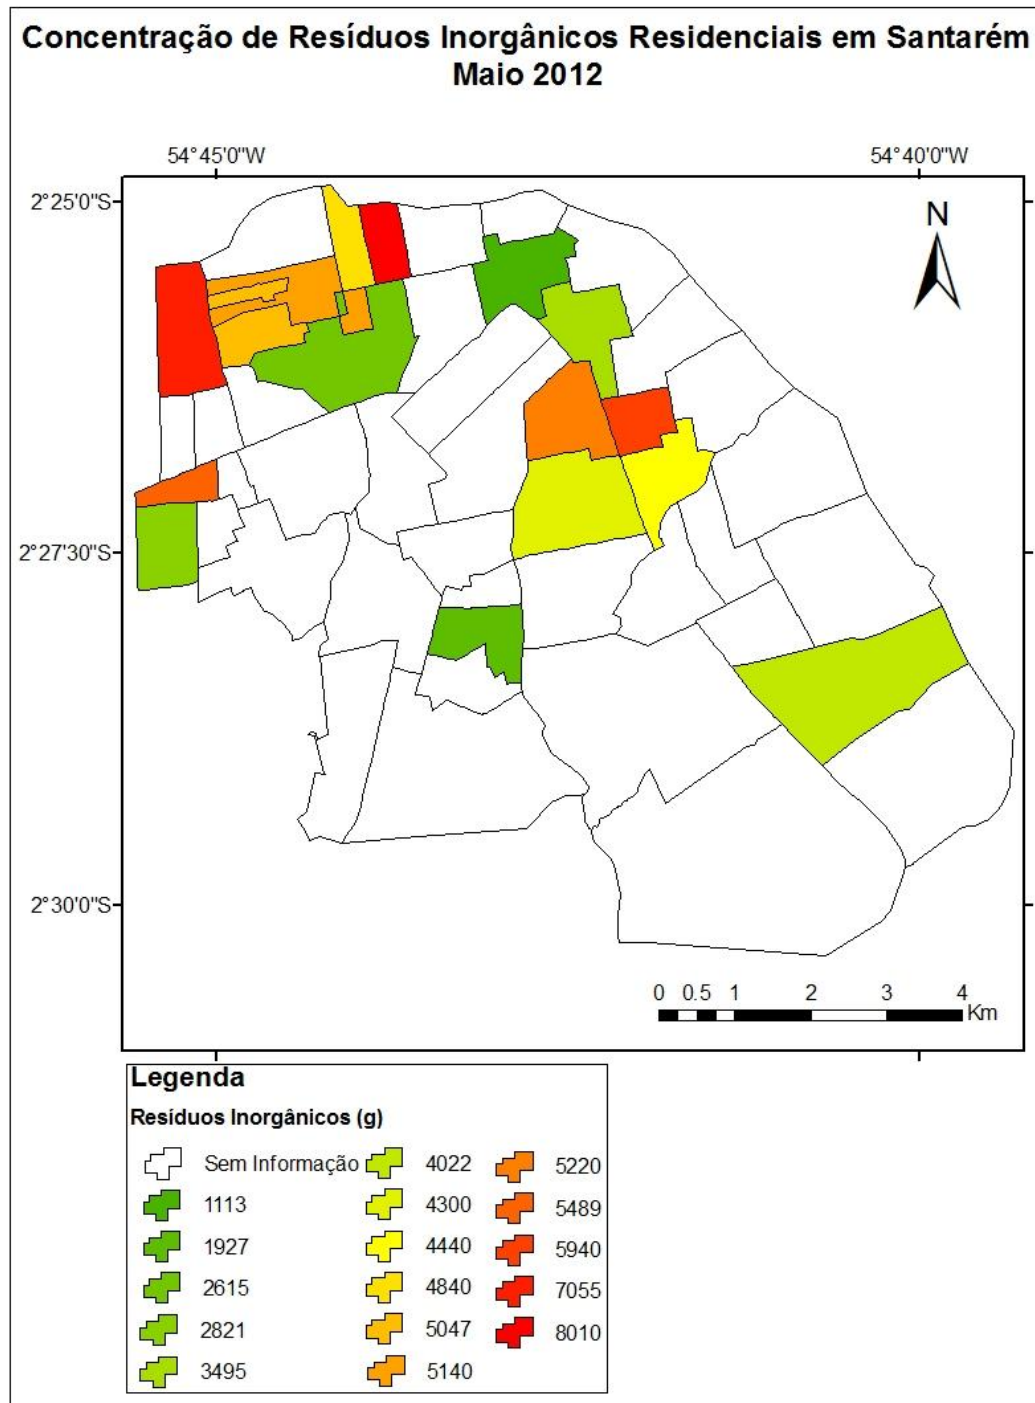 Concentração de Resíduos Inorgânicos Residenciais em Santarém
Maio 2012
54°45'0"W
54°40'0"W
2°25'0"S
N
2°27'30"S
2°30'0"S
0 0.5 1 2 3 4
Km
Legenda
Resíduos Inorgânicos (g)
Sem Informação
1113
1927
2615
2821
3495
4022
4300
4440
4840
5047
5140
5220
5489
5940
7055
8010